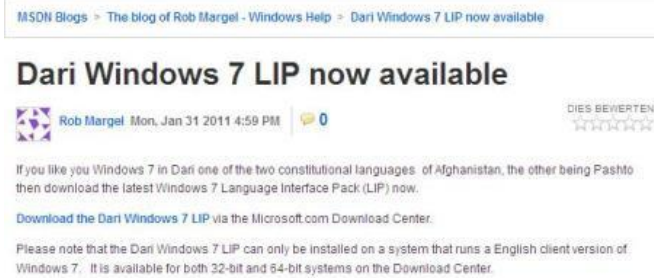 MSDN Blogs > The blog of Rob Margel - Windows Help > Dari Windows 7 LIP now available
Dari Windows 7 LIP now available
Rob Margel Mon, Jan 31 2011 4:59 PM 0
DIES BEWERTEN
If you like you Windows 7 in Dari one of the two constitutional languages of Afghanistan, the other being Pashto
then download the latest Windows 7 Language Interface Pack (LIP) now.
Download the Dari Windows 7 LIP via the Microsoft.com Download Center.
Please note that the Dari Windows 7 LIP can only be installed on a system that runs a English client version of
Windows 7. It is available for both 32-bit and 64-bit systems on the Download Center.